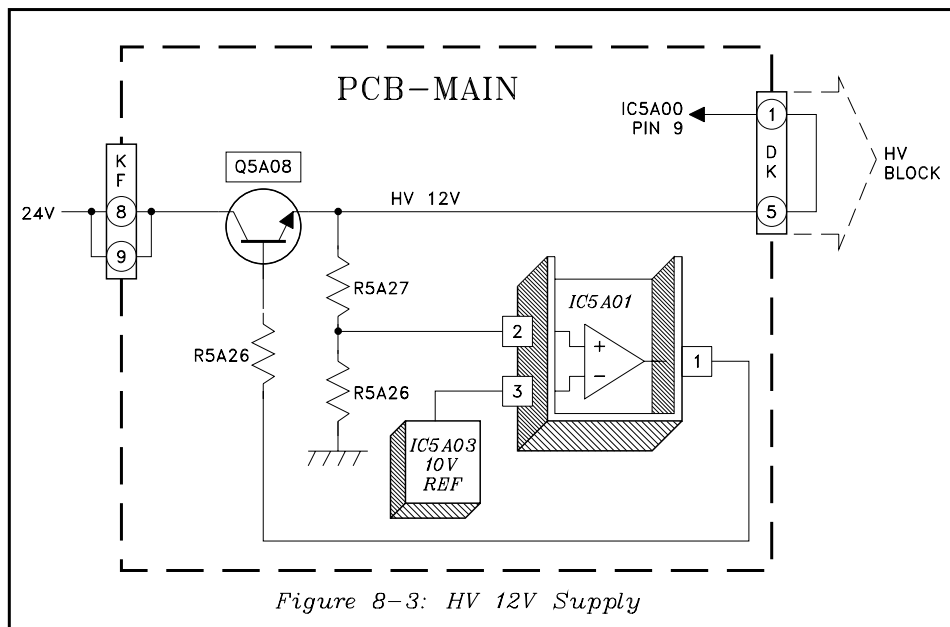 PCB-MAIN
IC5A00
PIN 9
1
D
K
5
HV
BLOCK
K
F
8
9
24V
Q5A08
HV 12V
R5A27
R5A26
R5A26
2
3
IC5A01
+
−
1
IC5A03
10V
REF
Figure 8-3: HV 12V Supply